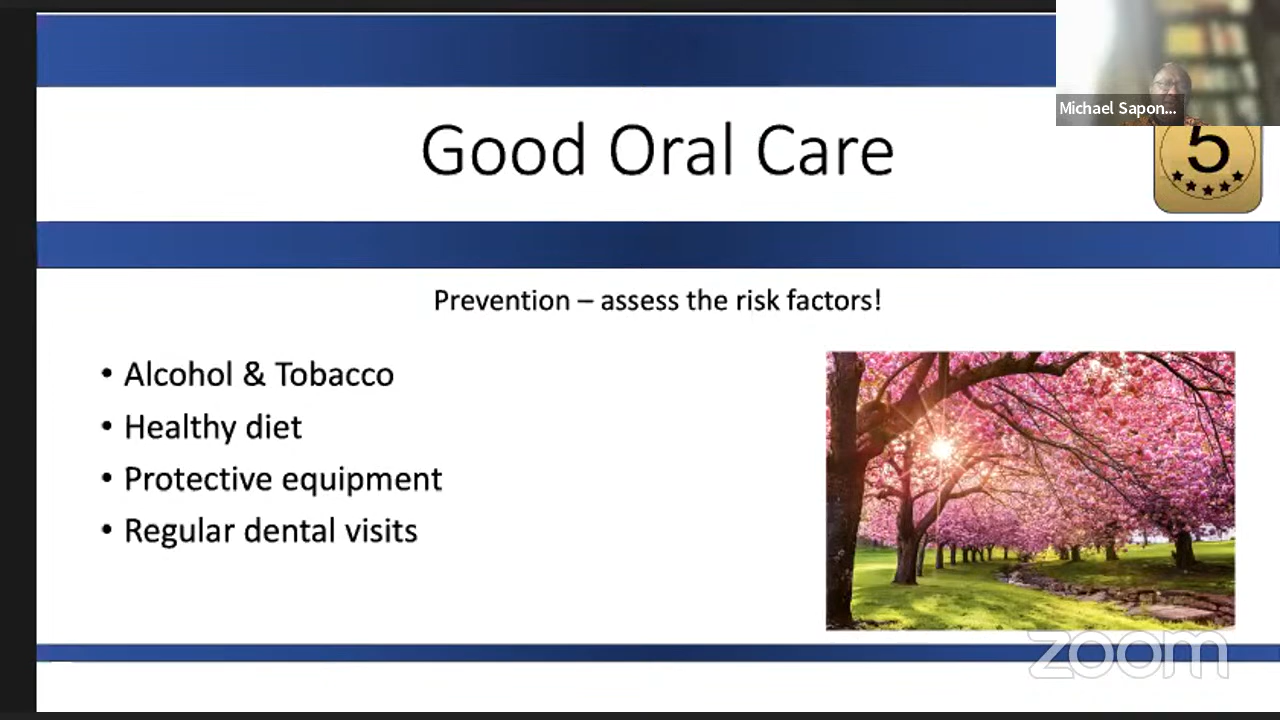 Michael Sapon...
5
Good Oral Care
Prevention – assess the risk factors!
• Alcohol & Tobacco
• Healthy diet
• Protective equipment
• Regular dental visits
zoom